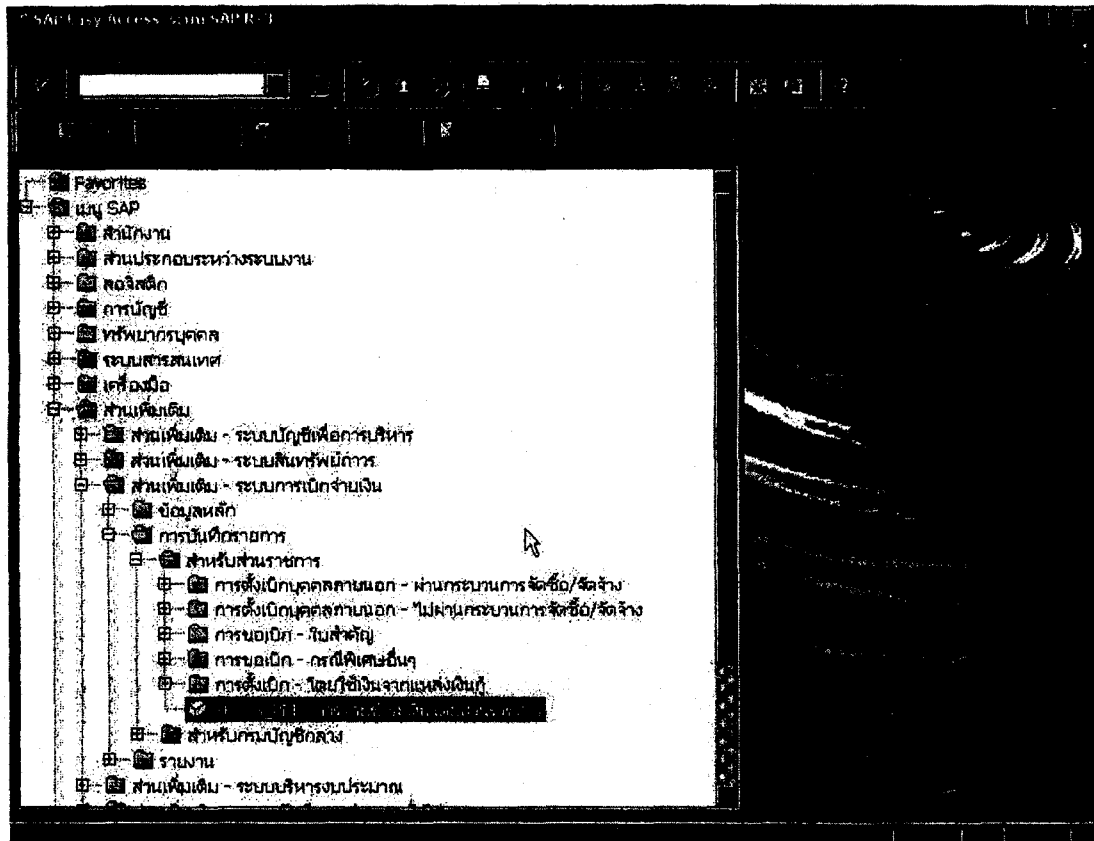 SAP Easy Access
SAP R/3
Favorites
เมนู SAP
สำนักงาน
ส่วนประกอบระหว่างระบบงาน
ลอจิสติก
การบัญชี
ทรัพยากรบุคคล
ระบบสารสนเทศ
เครื่องมือ
ส่วนเพิ่มเติม
ส่วนเพิ่มเติม - ระบบบัญชีเพื่อการบริหาร
ส่วนเพิ่มเติม - ระบบสินทรัพย์ถาวร
ส่วนเพิ่มเติม - ระบบการเบิกจ่ายเงิน
ข้อมูลหลัก
การบันทึกรายการ
สำหรับส่วนราชการ
การตั้งเบิกบุคคลภายนอก - ผ่านกระบวนการจัดซื้อ/จัดจ้าง
การตั้งเบิกบุคคลภายนอก - ไม่ผ่านกระบวนการจัดซื้อ/จัดจ้าง
การขอเบิก - ใบสำคัญ
การขอเบิก - กรณีพิเศษอื่นๆ
การตั้งเบิก - โดยใช้เงินจากแหล่งเงินกู้
สำหรับกรมบัญชีกลาง
รายงาน
ส่วนเพิ่มเติม - ระบบบริหารงบประมาณ